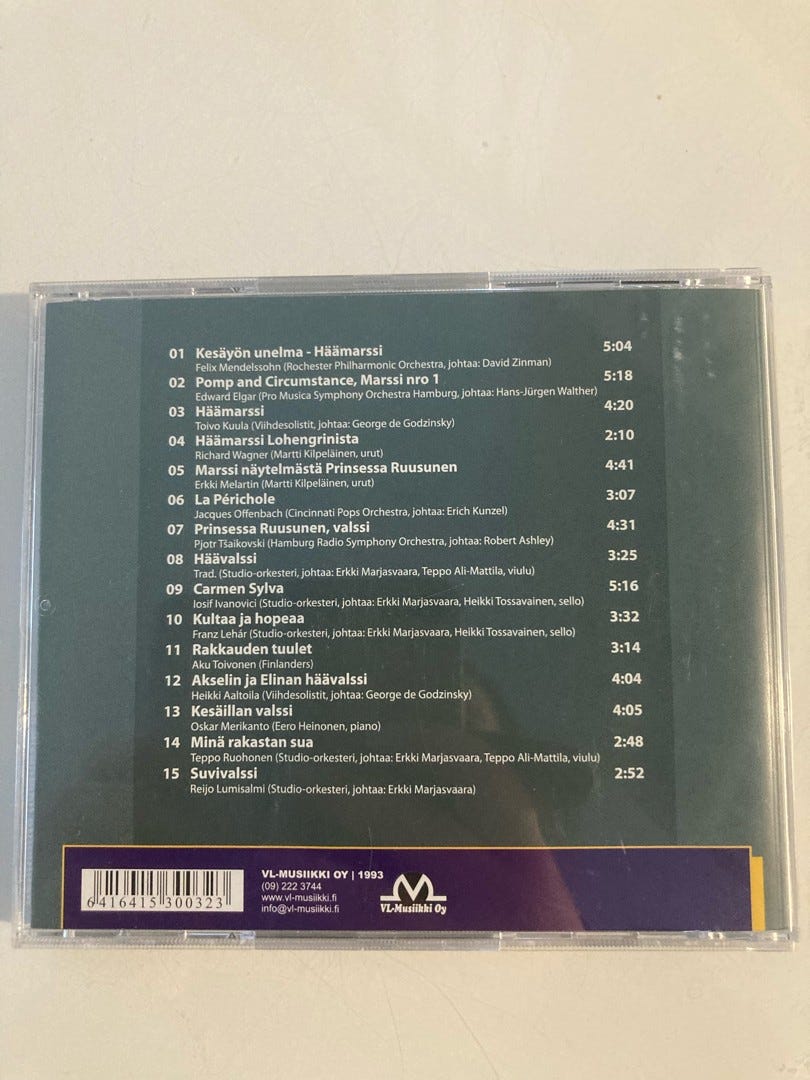 01 Kesäyön unelma - Häämarssi 5:04
Felix Mendelssohn (Rochester Philharmonic Orchestra, johtaa: David Zinman)
02 Pomp and Circumstance, Marssi nro 1 5:18
Edward Elgar (Pro Musica Symphony Orchestra Hamburg, johtaa: Hans-Jürgen Walther)
03 Häämarssi 4:20
Toivo Kuula (Viihdesolistit, johtaa: George de Godzinsky)
04 Häämarssi Lohengrinista 2:10
Richard Wagner (Martti Kilpeläinen, urut)
05 Marssi näytelmästä Prinsessa Ruusunen 4:41
Erkki Melartin (Martti Kilpeläinen, urut)
06 La Périchole 3:07
Jacques Offenbach (Cincinnati Pops Orchestra, johtaa: Erich Kunzel)
07 Prinsessa Ruusunen, valssi 4:31
Pjotr Tšaikovski (Hamburg Radio Symphony Orchestra, johtaa: Robert Ashley)
08 Häävalssi 3:25
Trad. (Studio-orkesteri, johtaa: Erkki Marjasvaara, Teppo Ali-Mattila, viulu)
09 Carmen Sylva 5:16
Iosif Ivanovici (Studio-orkesteri, johtaa: Erkki Marjasvaara, Heikki Tossavainen, sello)
10 Kultaa ja hopeaa 3:32
Franz Lehár (Studio-orkesteri, johtaa: Erkki Marjasvaara, Heikki Tossavainen, sello)
11 Rakkauden tuulet 3:14
Aku Toivonen (Finlanders)
12 Akselin ja Elinan häävalssi 4:04
Heikki Aaltoila (Viihdesolistit, johtaa: George de Godzinsky)
13 Kesäillan valssi 4:05
Oskar Merikanto (Eero Heinonen, piano)
14 Minä rakastan sua 2:48
Teppo Ruohonen (Studio-orkesteri, johtaa: Erkki Marjasvaara, Teppo Ali-Mattila, viulu)
15 Suvivalssi 2:52
Reijo Lumisalmi (Studio-orkesteri, johtaa: Erkki Marjasvaara)
6416415300323
VL-MUSIIKKI OY | 1993
(09) 222 3744
www.vl-musiikki.fi
info@vl-musiikki.fi
VL-Musiikki Oy